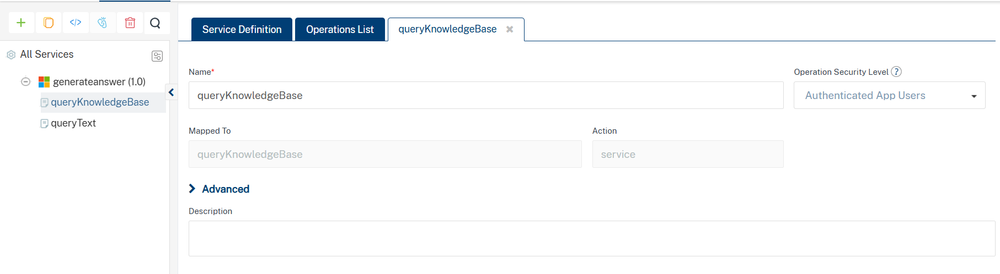 Service Definition
Operations List
queryKnowledgeBase
All Services
generateanswer (1.0)
queryKnowledgeBase
queryText
Name*
queryKnowledgeBase
Operation Security Level ?
Authenticated App Users
Mapped To
queryKnowledgeBase
Action
service
Advanced
Description